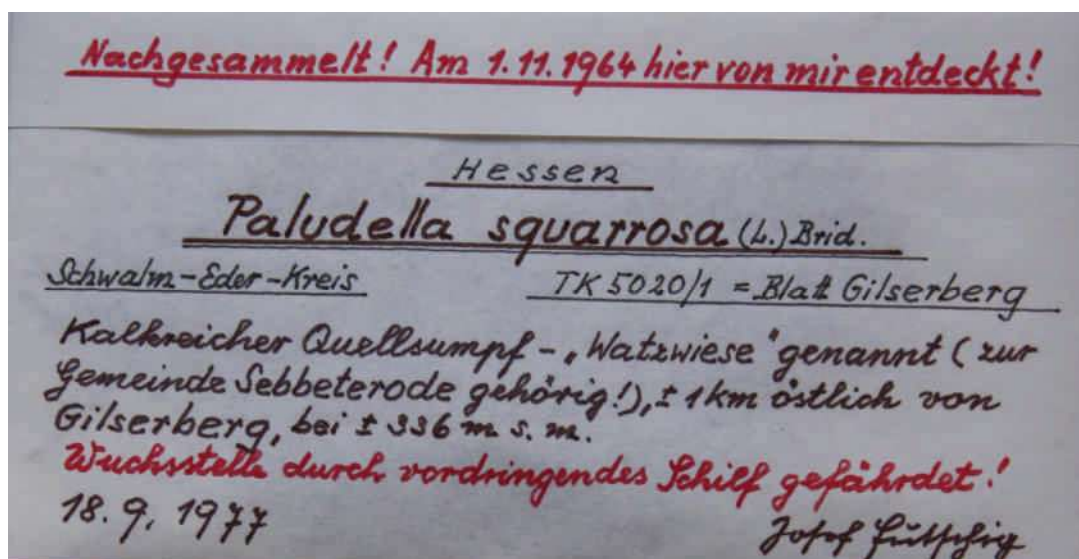 Nachgesammelt! Am 1.11.1964 hier von mir entdeckt!
Hessen
Paludella squarrosa (L.) Brid.
Schwalm-Eder-Kreis TK 5020/1 = Blatt Gilserberg
Kalkreicher Quellsumpf - „Watzwiese" genannt (zur
Gemeinde Sebbeterode gehörig!), ± 1km östlich von
Gilserberg, bei ± 336 m s. m.
Wuchsstelle durch vordringendes Schilf gefährdet!
18. 9. 1977 Josef Futschig